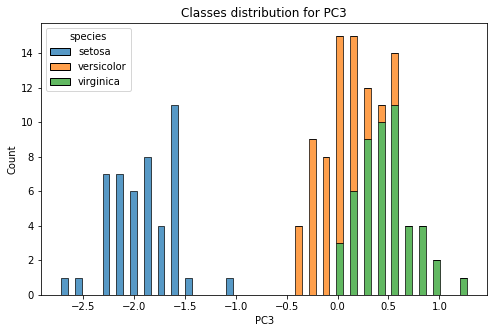 Classes distribution for PC3
species
setosa
versicolor
virginica
Count
14
12
10
8
6
4
2
0
−2.5 −2.0 −1.5 −1.0 −0.5 0.0 0.5 1.0
PC3